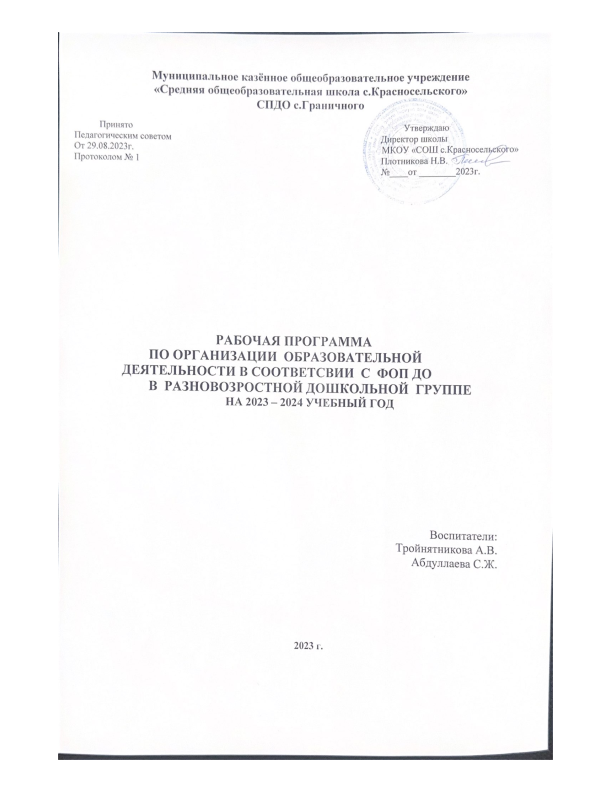 Муниципальное казённое общеобразовательное учреждение
«Средняя общеобразовательная школа с.Красносельского»
СПДО с.Граничного
Принято
Педагогическим советом
От 29.08.2023г.
Протоколом № 1
Утверждаю
Директор школы
МКОУ «СОШ с.Красносельского»
Плотникова Н.В.
№____от ________2023г.
РАБОЧАЯ ПРОГРАММА
ПО ОРГАНИЗАЦИИ ОБРАЗОВАТЕЛЬНОЙ
ДЕЯТЕЛЬНОСТИ В СООТВЕТСВИИ С ФОП ДО
В РАЗНОВОЗРОСТНОЙ ДОШКОЛЬНОЙ ГРУППЕ
НА 2023 – 2024 УЧЕБНЫЙ ГОД
Воспитатели:
Тройнятникова А.В.
Абдуллаева С.Ж.
2023 г.